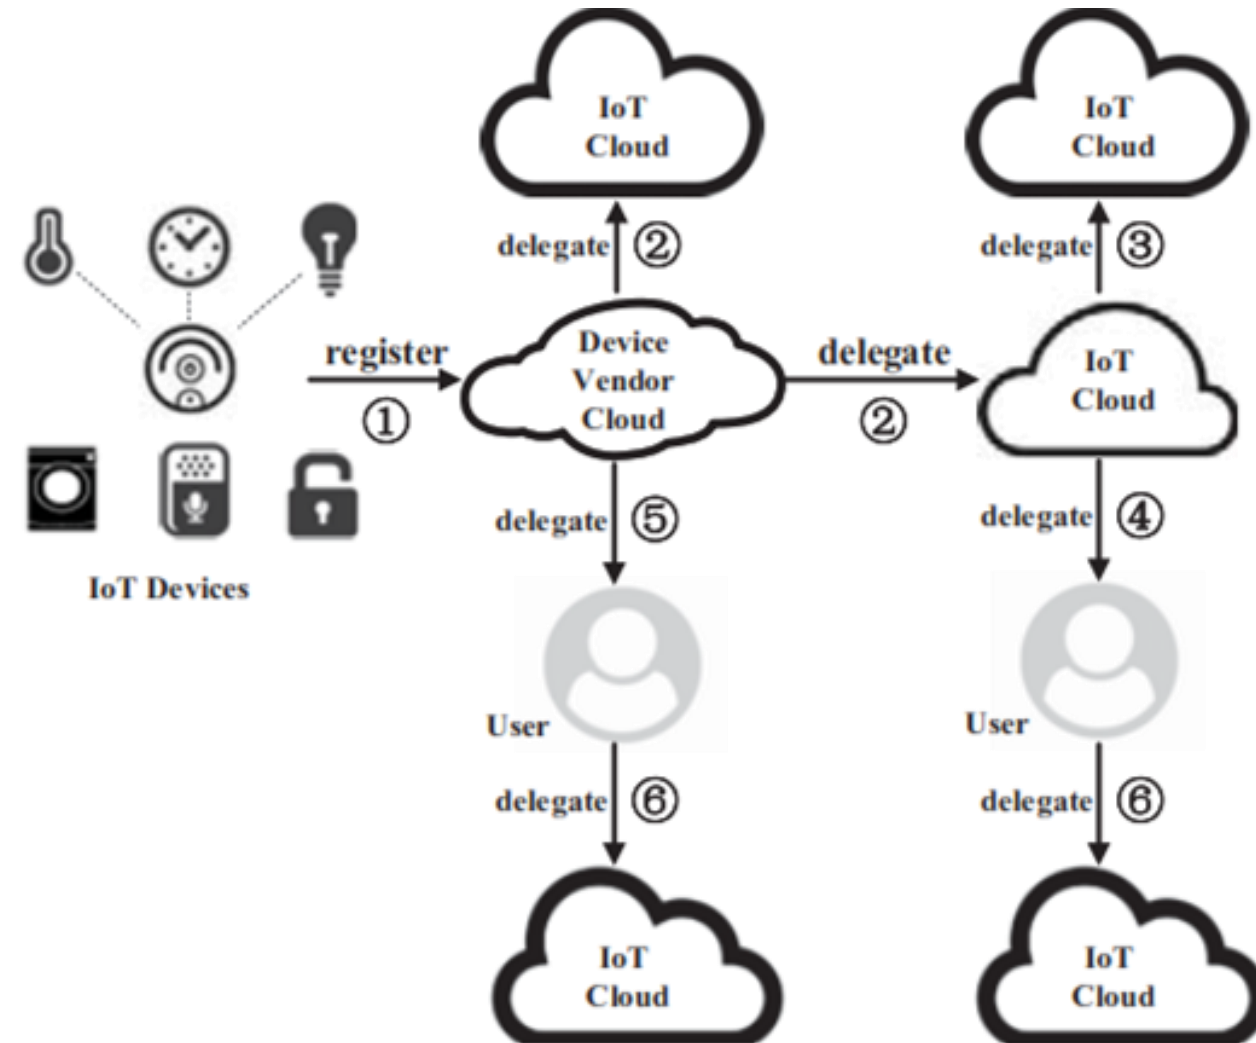 IoT
Cloud
IoT
Cloud
delegate ②
delegate ③
register
①
Device
Vendor
Cloud
delegate
②
IoT
Cloud
delegate ⑤
delegate ④
IoT Devices
User
User
delegate ⑥
delegate ⑥
IoT
Cloud
IoT
Cloud